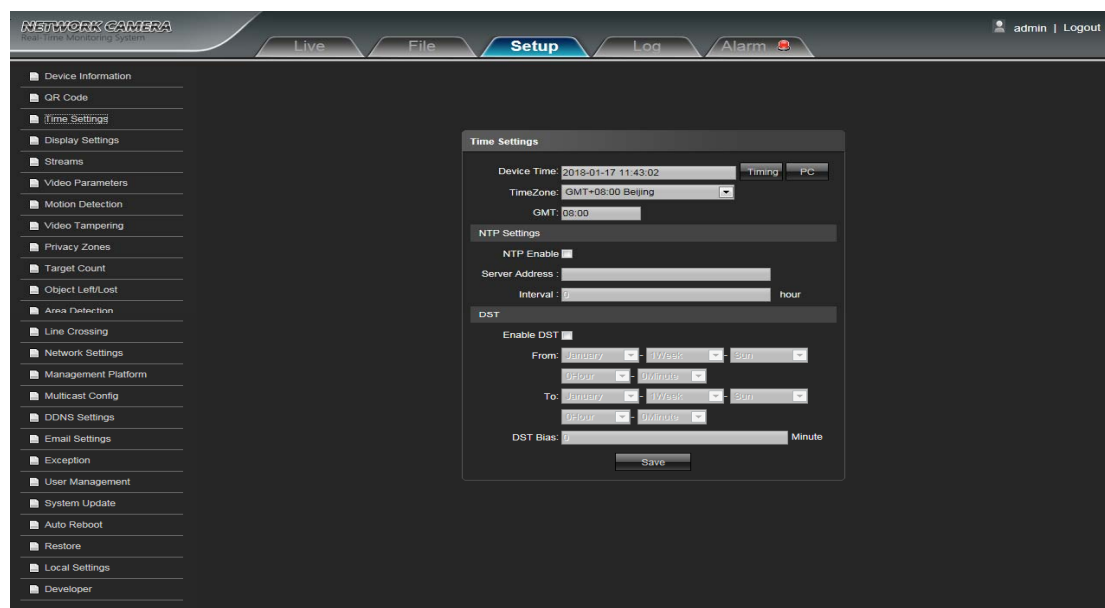 NETWORK CAMERA
Real-Time Monitoring System
Live File Setup Log Alarm
admin | Logout
Device Information
QR Code
Time Settings
Display Settings
Streams
Video Parameters
Motion Detection
Video Tampering
Privacy Zones
Target Count
Object Left/Lost
Area Detection
Line Crossing
Network Settings
Management Platform
Multicast Config
DDNS Settings
Email Settings
Exception
User Management
System Update
Auto Reboot
Restore
Local Settings
Developer
Time Settings
Device Time: 2018-01-17 11:43:02 Timing PC
TimeZone: GMT+08:00 Beijing
GMT: 08:00
NTP Settings
NTP Enable
Server Address :
Interval : 0 hour
DST
Enable DST
From: January - 1Week - Sun
0Hour - 0Minute
To: January - 1Week - Sun
0Hour - 0Minute
DST Bias: 0 Minute
Save